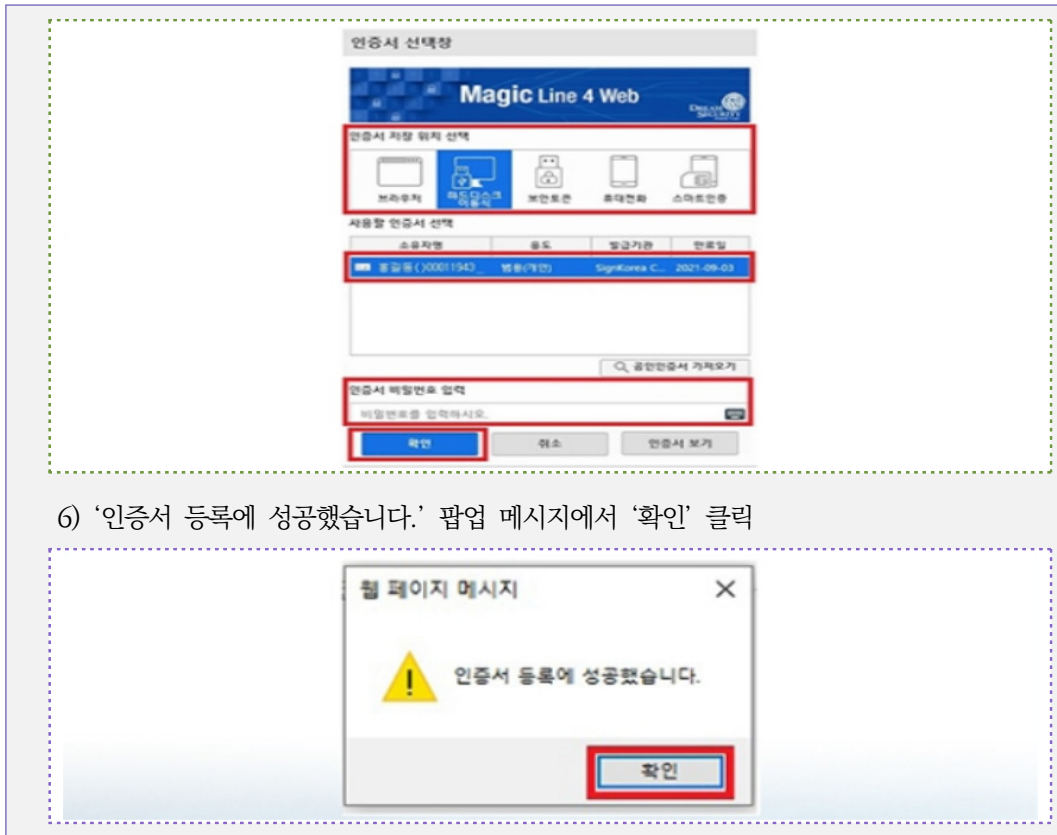 인증서 선택창
Magic Line 4 Web
DREAM SECURITY
인증서 저장 위치 선택
브라우저 하드디스크 이동식 보안토큰 휴대전화 스마트인증
사용할 인증서 선택
소유자명 용도 발급기관 만료일
홍길동( )00011943_ 범용(개인) SignKorea C... 2021-09-03
공인인증서 가져오기
인증서 비밀번호 입력
비밀번호를 입력하시오.
확인 취소 인증서 보기
6) ‘인증서 등록에 성공했습니다.’ 팝업 메시지에서 ‘확인’ 클릭
웹 페이지 메시지
인증서 등록에 성공했습니다.
확인